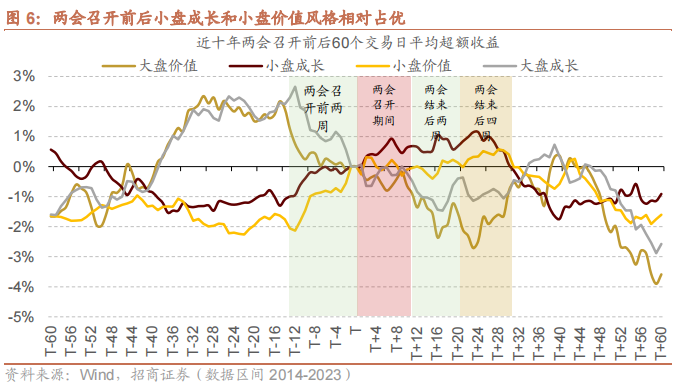 图 6：两会召开前后小盘成长和小盘价值风格相对占优
近十年两会召开前后60个交易日平均超额收益
大盘价值 小盘成长 小盘价值 大盘成长
3%
2%
1%
0%
-1%
-2%
-3%
-4%
-5%
两会召
开前两
周
两会
召开
期间
两会
结束
后两
周
两会
结束
后四
周
T-60 T-56 T-52 T-48 T-44 T-40 T-36 T-32 T-28 T-24 T-20 T-16 T-12 T-8 T-4 T T+4 T+8 T+12 T+16 T+20 T+24 T+28 T+32 T+36 T+40 T+44 T+48 T+52 T+56 T+60
资料来源：Wind，招商证券（数据区间 2014-2023）